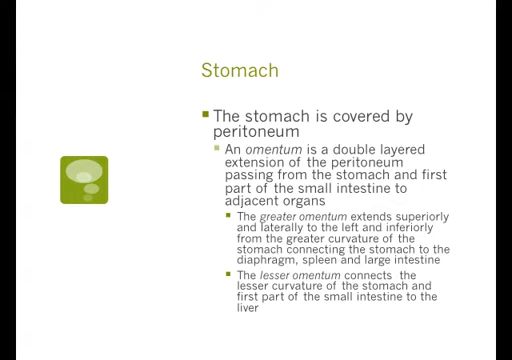 Stomach
The stomach is covered by
peritoneum
An omentum is a double layered
extension of the peritoneum
passing from the stomach and first
part of the small intestine to
adjacent organs
The greater omentum extends superiorly
and laterally to the left and inferiorly
from the greater curvature of the
stomach connecting the stomach to the
diaphragm, spleen and large intestine
The lesser omentum connects the
lesser curvature of the stomach and
first part of the small intestine to the
liver